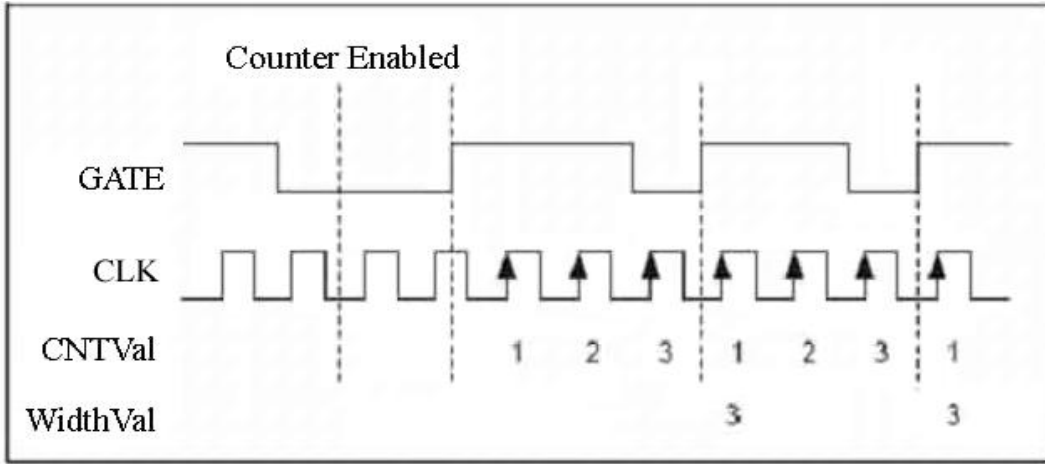 Counter Enabled
GATE
CLK
CNTVal 1 2 3 1 2 3 1
WidthVal 3 3